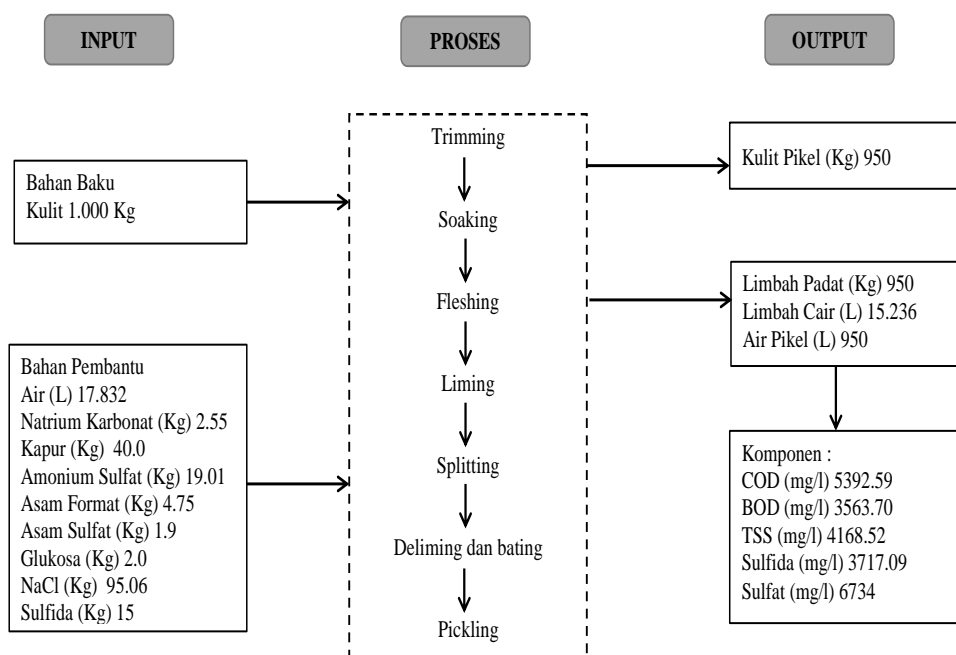 INPUT
PROSES
OUTPUT
Bahan Baku
Kulit 1.000 Kg
Bahan Pembantu
Air (L) 17.832
Natrium Karbonat (Kg) 2.55
Kapur (Kg) 40.0
Amonium Sulfat (Kg) 19.01
Asam Format (Kg) 4.75
Asam Sulfat (Kg) 1.9
Glukosa (Kg) 2.0
NaCl (Kg) 95.06
Sulfida (Kg) 15
Trimming
Soaking
Fleshing
Liming
Splitting
Deliming dan bating
Pickling
Kulit Pikel (Kg) 950
Limbah Padat (Kg) 950
Limbah Cair (L) 15.236
Air Pikel (L) 950
Komponen :
COD (mg/l) 5392.59
BOD (mg/l) 3563.70
TSS (mg/l) 4168.52
Sulfida (mg/l) 3717.09
Sulfat (mg/l) 6734